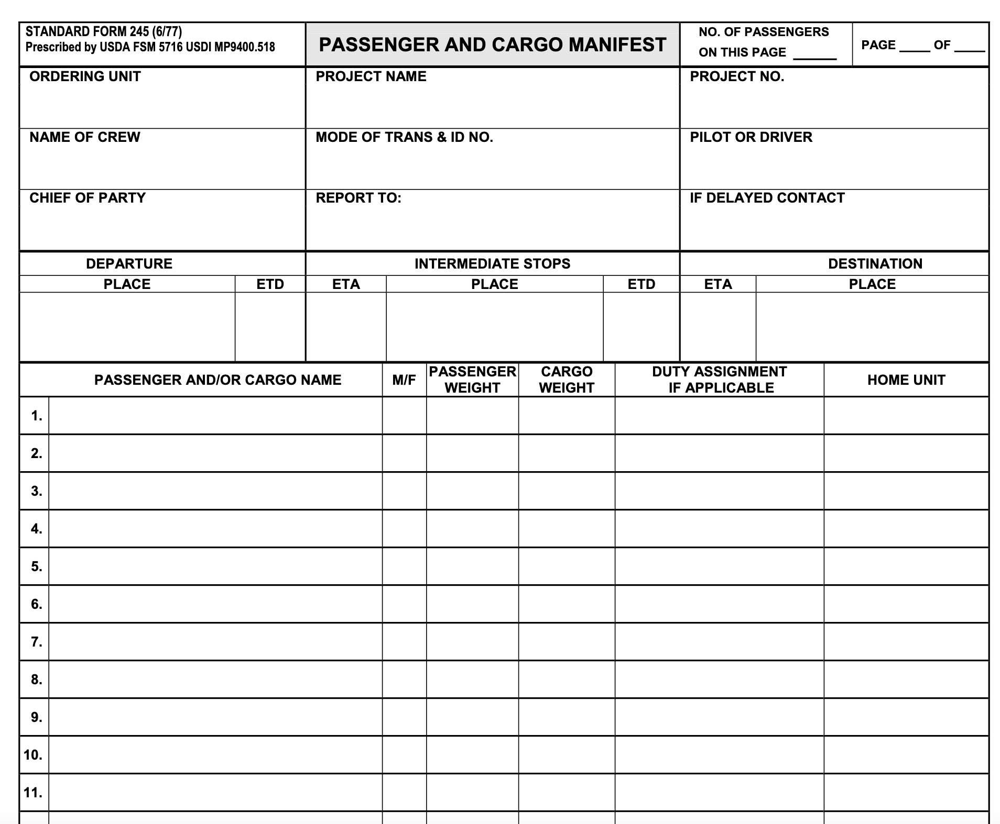 STANDARD FORM 245 (6/77)
Prescribed by USDA FSM 5716 USDI MP9400.518
PASSENGER AND CARGO MANIFEST
NO. OF PASSENGERS
ON THIS PAGE ______
PAGE ____ OF ____
ORDERING UNIT
PROJECT NAME
PROJECT NO.
NAME OF CREW
MODE OF TRANS & ID NO.
PILOT OR DRIVER
CHIEF OF PARTY
REPORT TO:
IF DELAYED CONTACT
DEPARTURE
INTERMEDIATE STOPS
DESTINATION
PLACE
ETD
ETA
PLACE
ETD
ETA
PLACE
PASSENGER AND/OR CARGO NAME
M/F
PASSENGER
WEIGHT
CARGO
WEIGHT
DUTY ASSIGNMENT
IF APPLICABLE
HOME UNIT
1.
2.
3.
4.
5.
6.
7.
8.
9.
10.
11.